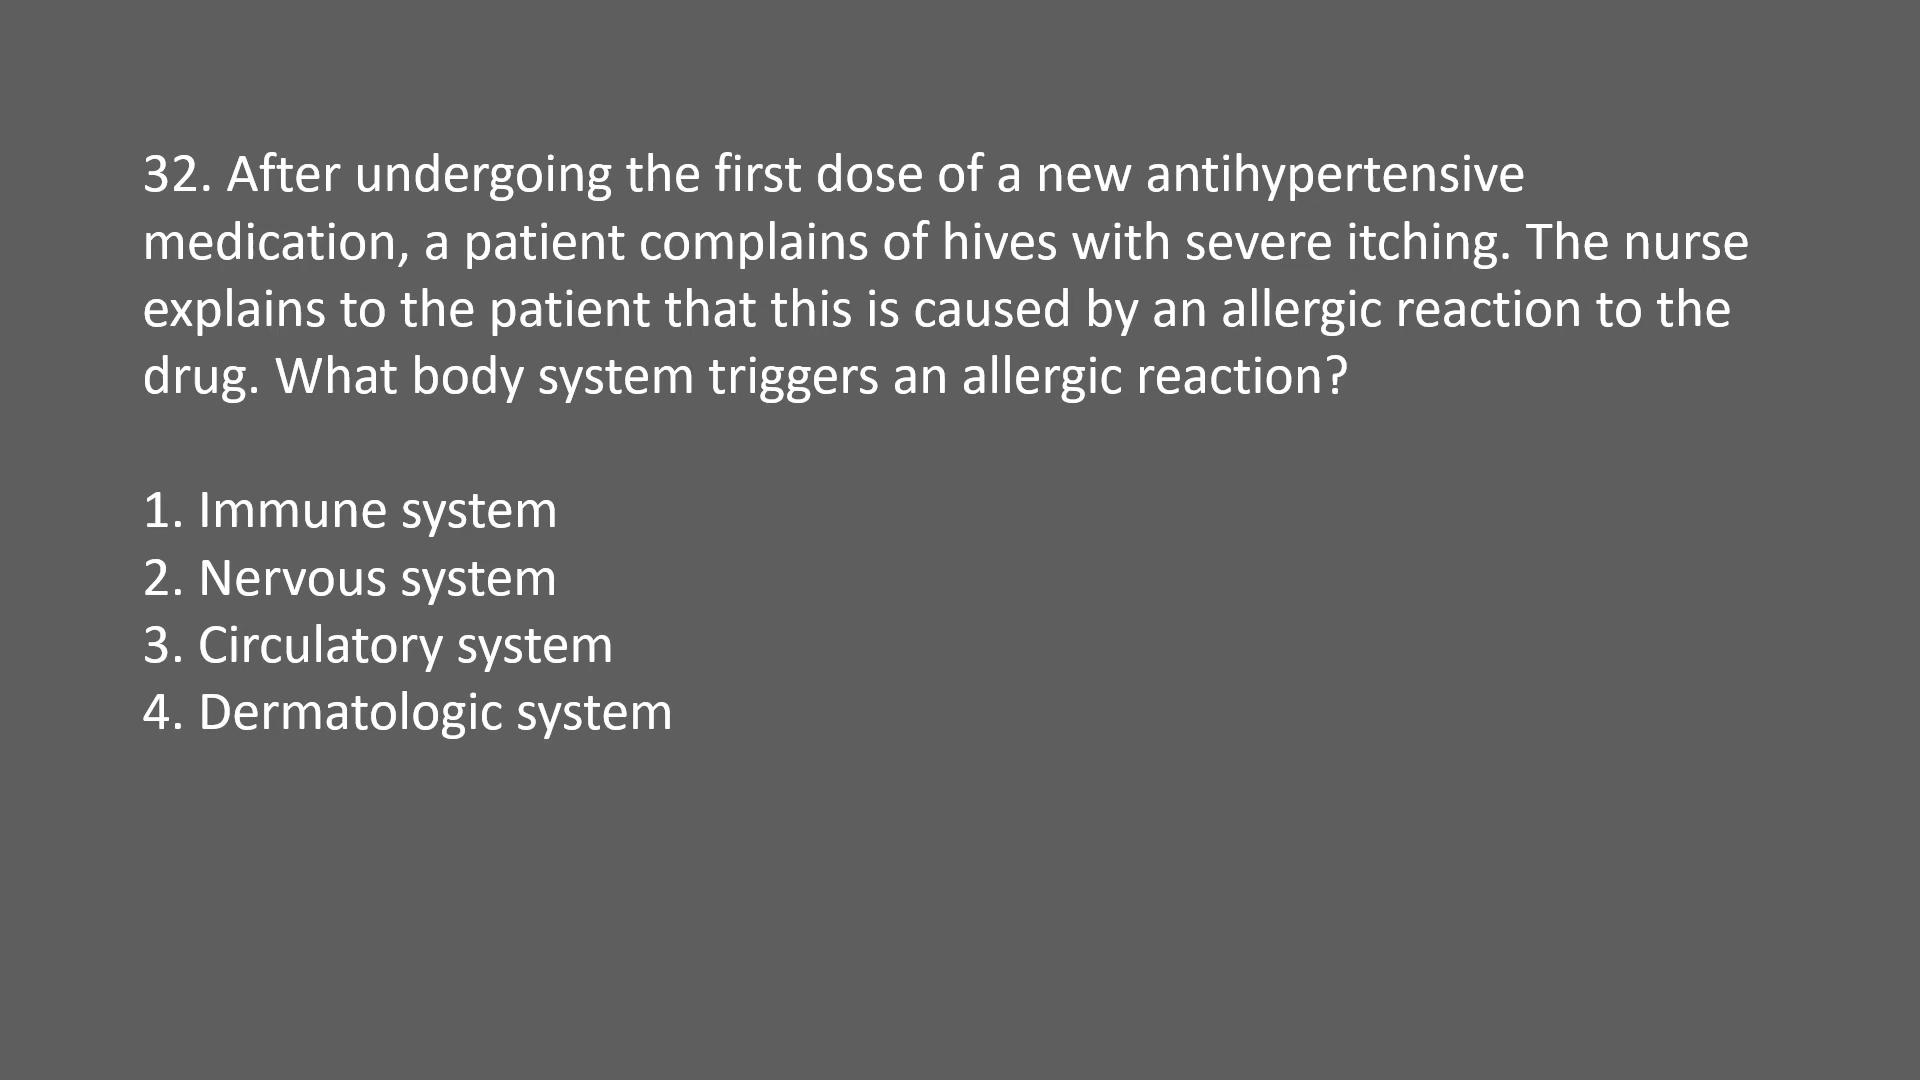 32. After undergoing the first dose of a new antihypertensive
medication, a patient complains of hives with severe itching. The nurse
explains to the patient that this is caused by an allergic reaction to the
drug. What body system triggers an allergic reaction?
1. Immune system
2. Nervous system
3. Circulatory system
4. Dermatologic system